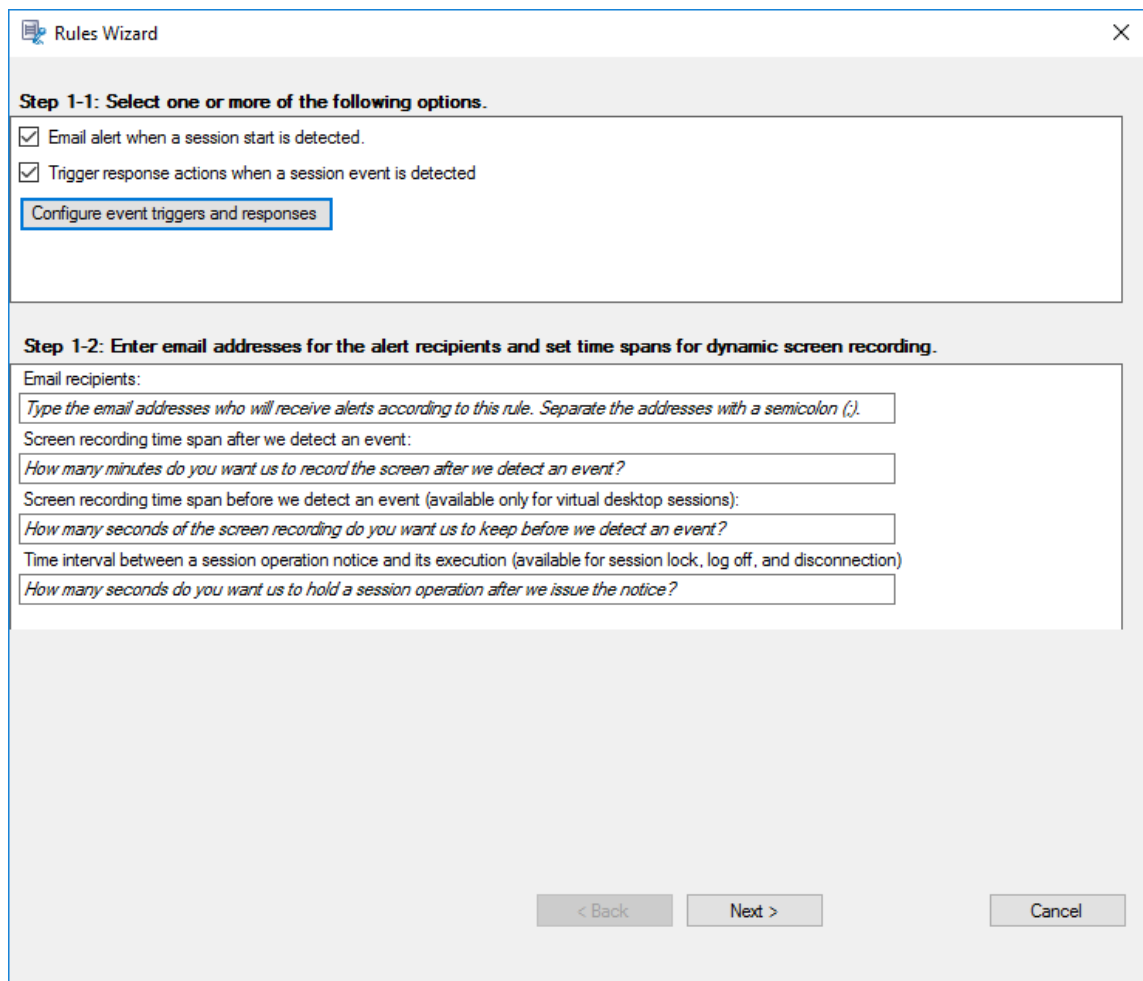 Rules Wizard
Step 1-1: Select one or more of the following options.
Email alert when a session start is detected.
Trigger response actions when a session event is detected
Configure event triggers and responses
Step 1-2: Enter email addresses for the alert recipients and set time spans for dynamic screen recording.
Email recipients:
Type the email addresses who will receive alerts according to this rule. Separate the addresses with a semicolon (;).
Screen recording time span after we detect an event:
How many minutes do you want us to record the screen after we detect an event?
Screen recording time span before we detect an event (available only for virtual desktop sessions):
How many seconds of the screen recording do you want us to keep before we detect an event?
Time interval between a session operation notice and its execution (available for session lock, log off, and disconnection)
How many seconds do you want us to hold a session operation after we issue the notice?
< Back Next > Cancel